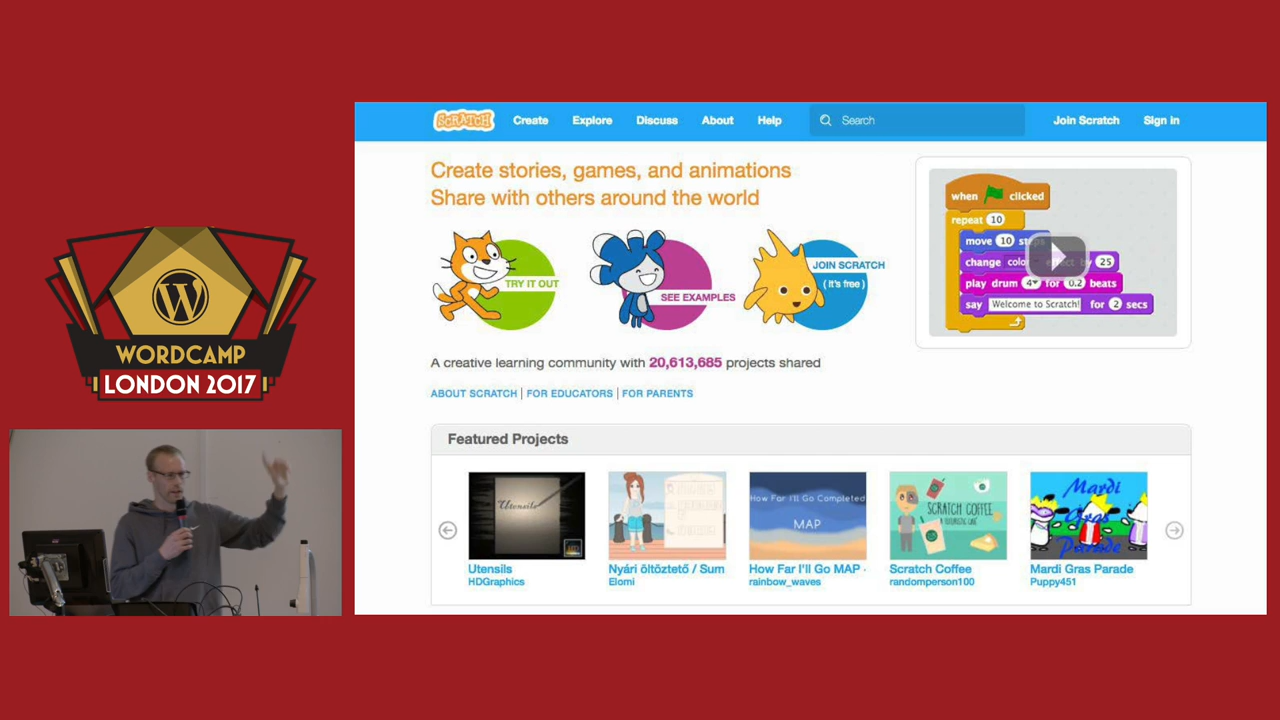 WORDCAMP
LONDON 2017
SCRATCH Create Explore Discuss About Help Search Join Scratch Sign in
Create stories, games, and animations
Share with others around the world
TRY IT OUT
SEE EXAMPLES
JOIN SCRATCH
( it's free )
when clicked
repeat 10
move 10
change by 25
play drum 4 for 0.2 beats
say Welcome to Scratch! for 2 secs
A creative learning community with 20,613,685 projects shared
ABOUT SCRATCH | FOR EDUCATORS | FOR PARENTS
Featured Projects
Utensils
How Far I'll Go Completed
MAP
SCRATCH COFFEE
Mardi
Gras
Parade
Utensils
HDGraphics
Nyári öltöztető / Sum
Elomi
How Far I'll Go MAP -
rainbow_waves
Scratch Coffee
randomperson100
Mardi Gras Parade
Puppy451